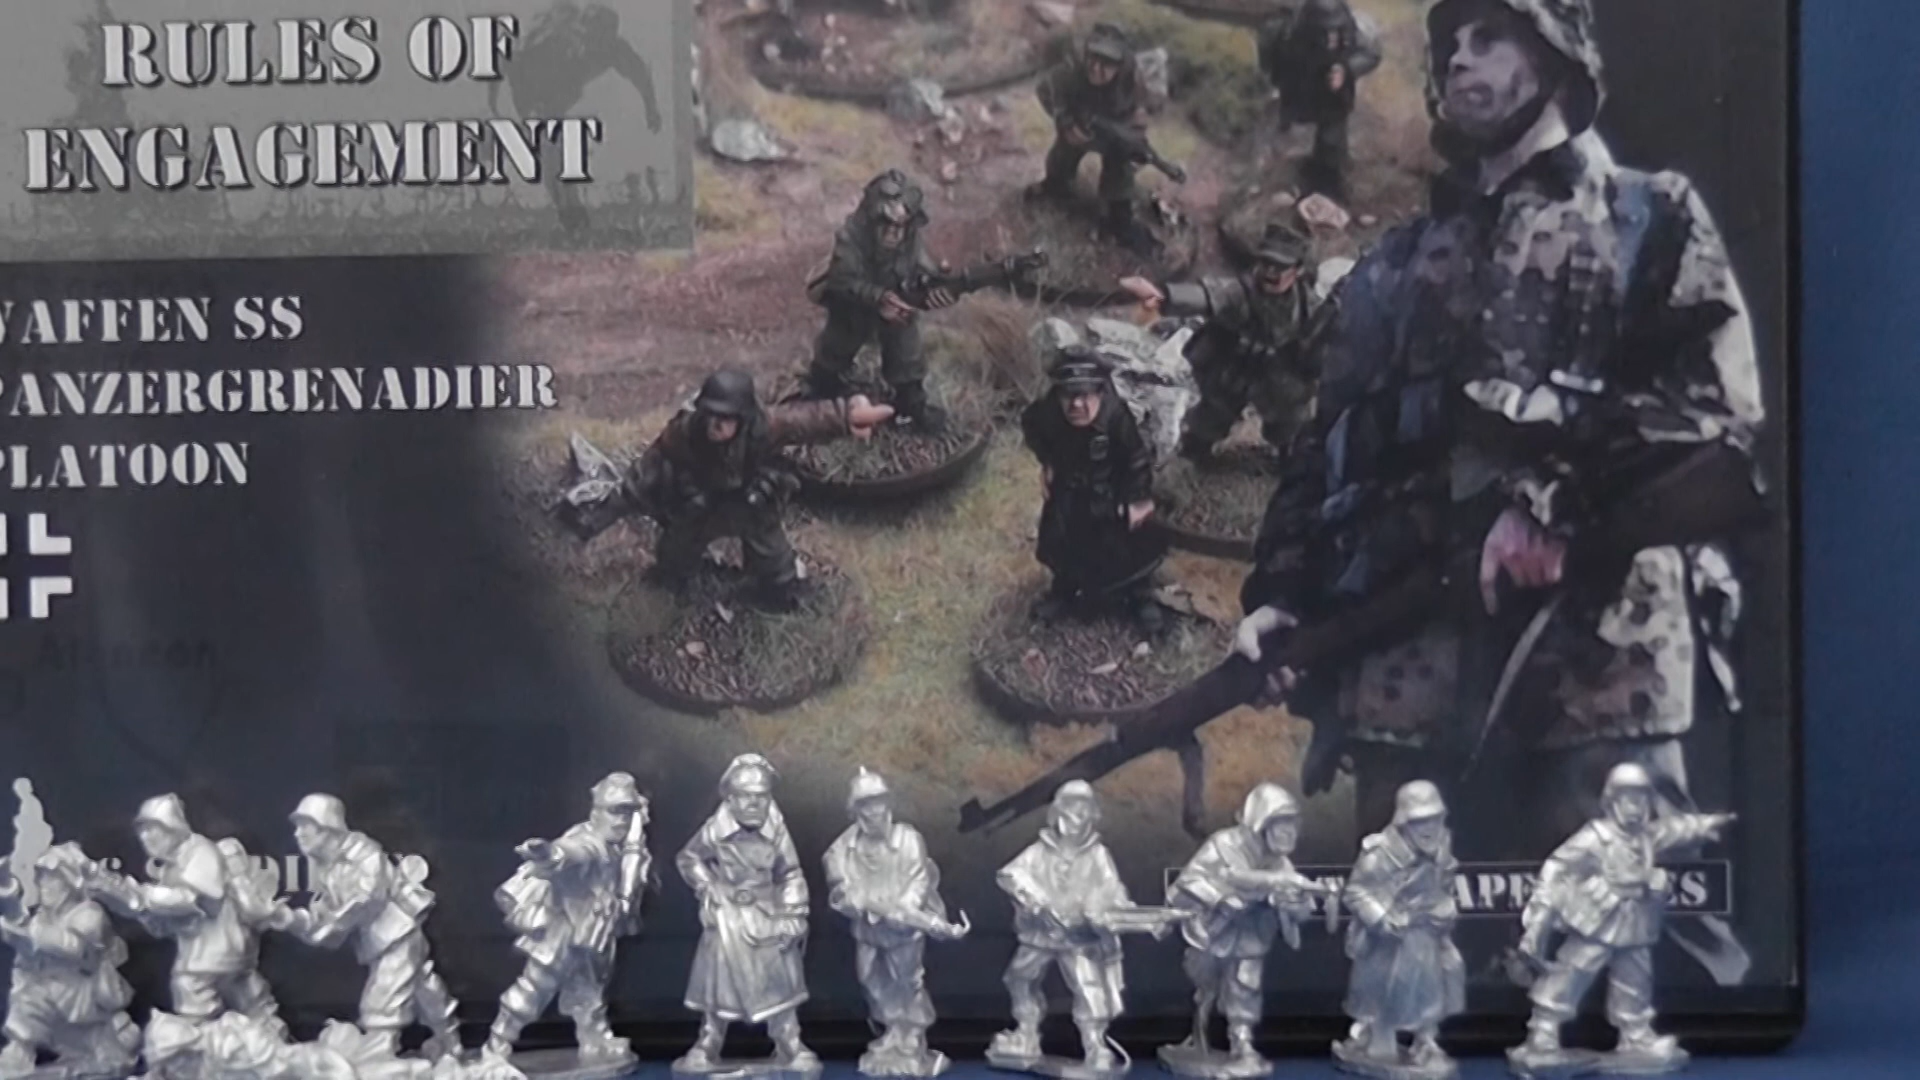 RULES OF
ENGAGEMENT
WAFFEN SS
PANZERGRENADIER
PLATOON